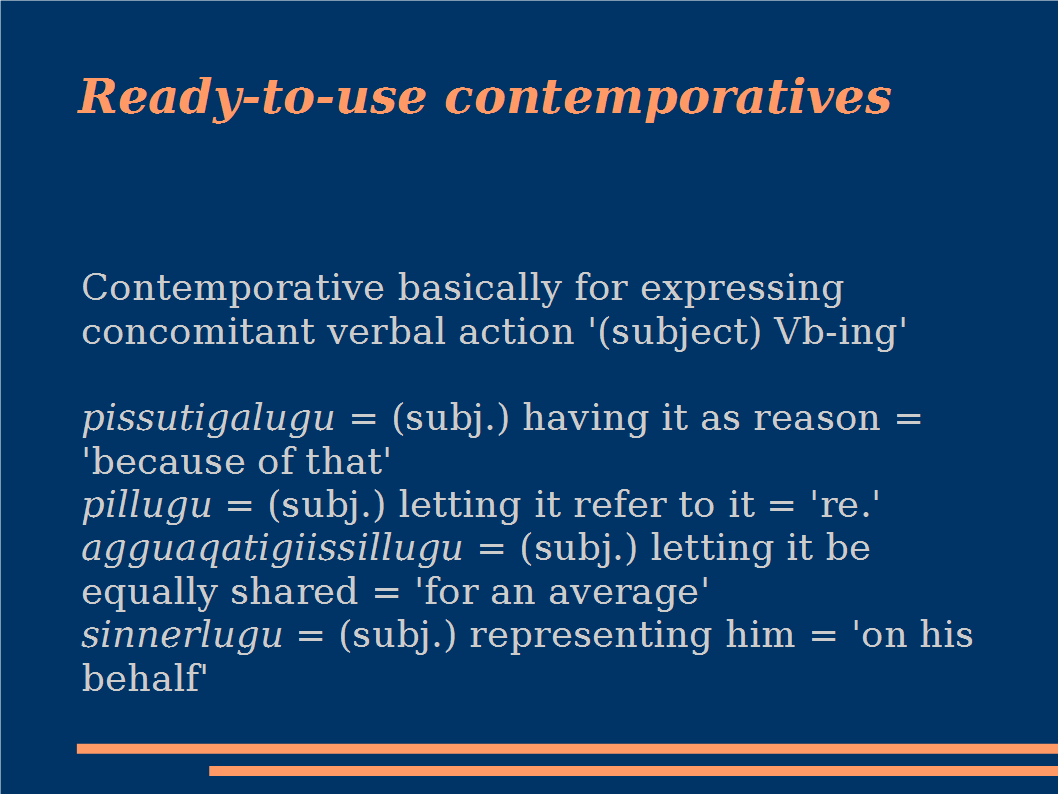 Ready-to-use contemporatives
Contemporative basically for expressing
concomitant verbal action '(subject) Vb-ing'
pissutigalugu = (subj.) having it as reason =
'because of that'
pillugu = (subj.) letting it refer to it = 're.'
agguaqatigiissillugu = (subj.) letting it be
equally shared = 'for an average'
sinnerlugu = (subj.) representing him = 'on his
behalf'